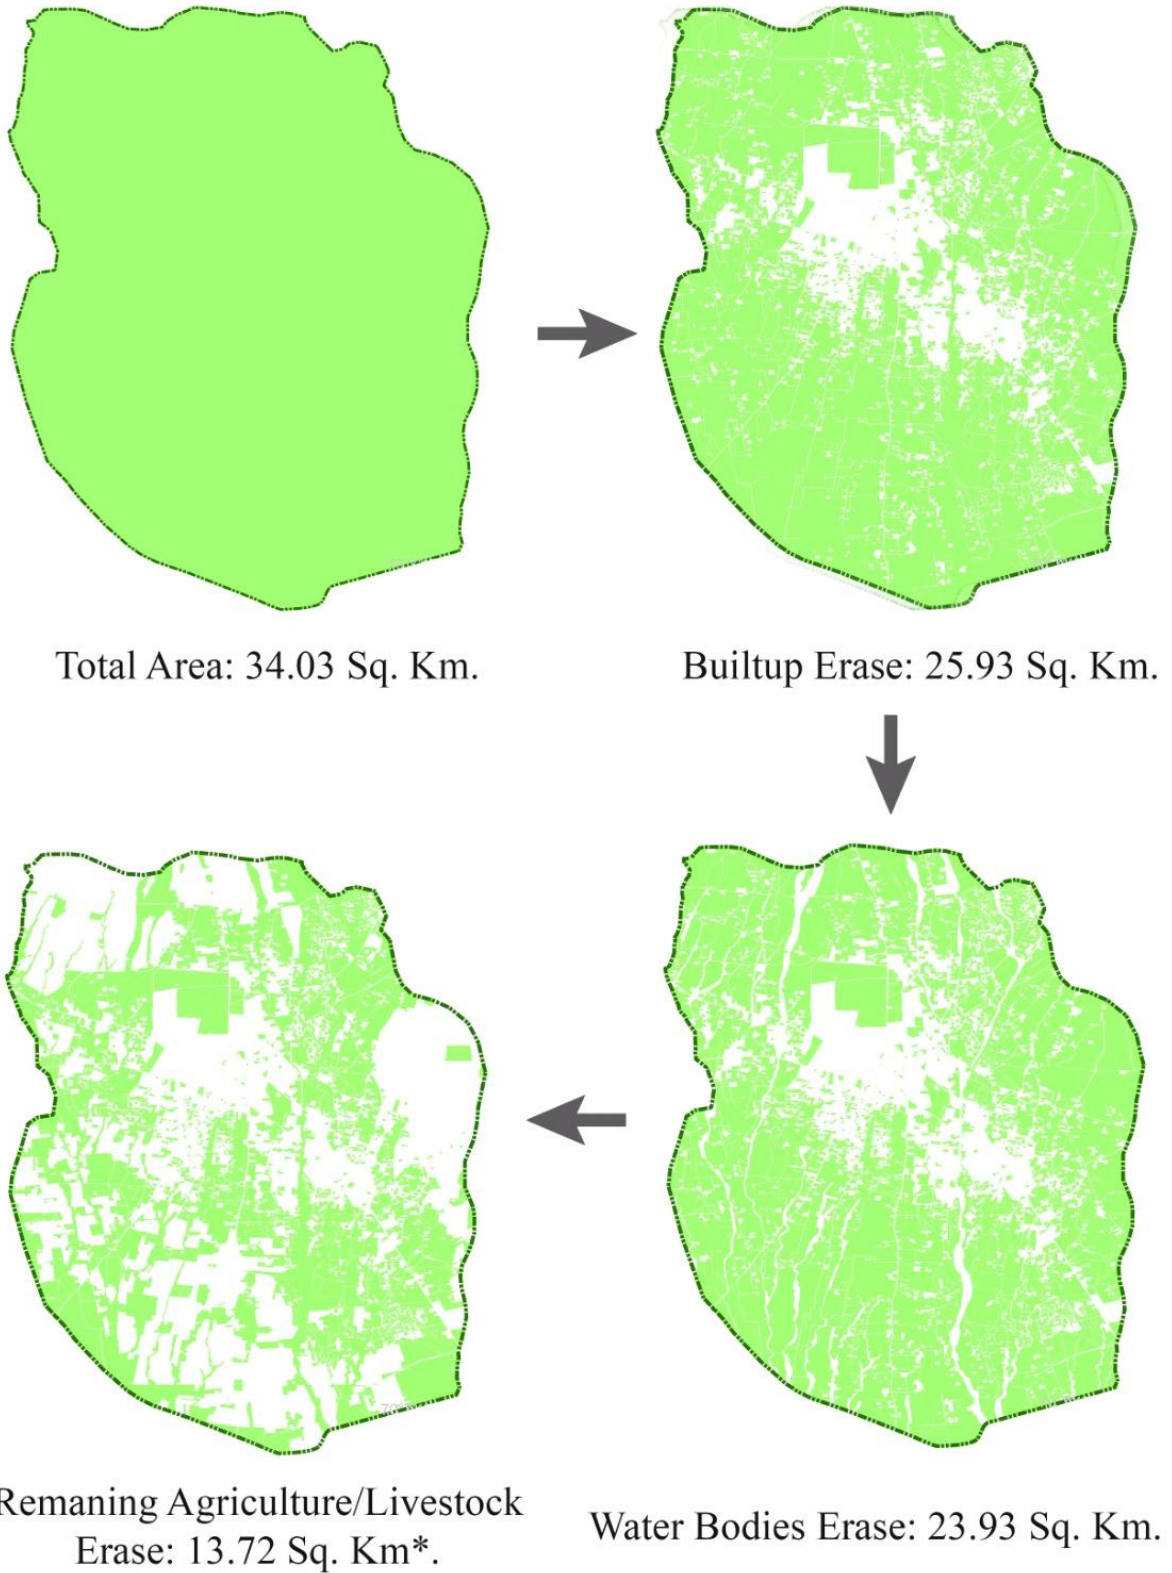 Total Area: 34.03 Sq. Km.
Builtup Erase: 25.93 Sq. Km.
Remaning Agriculture/Livestock
Erase: 13.72 Sq. Km*.
Water Bodies Erase: 23.93 Sq. Km.